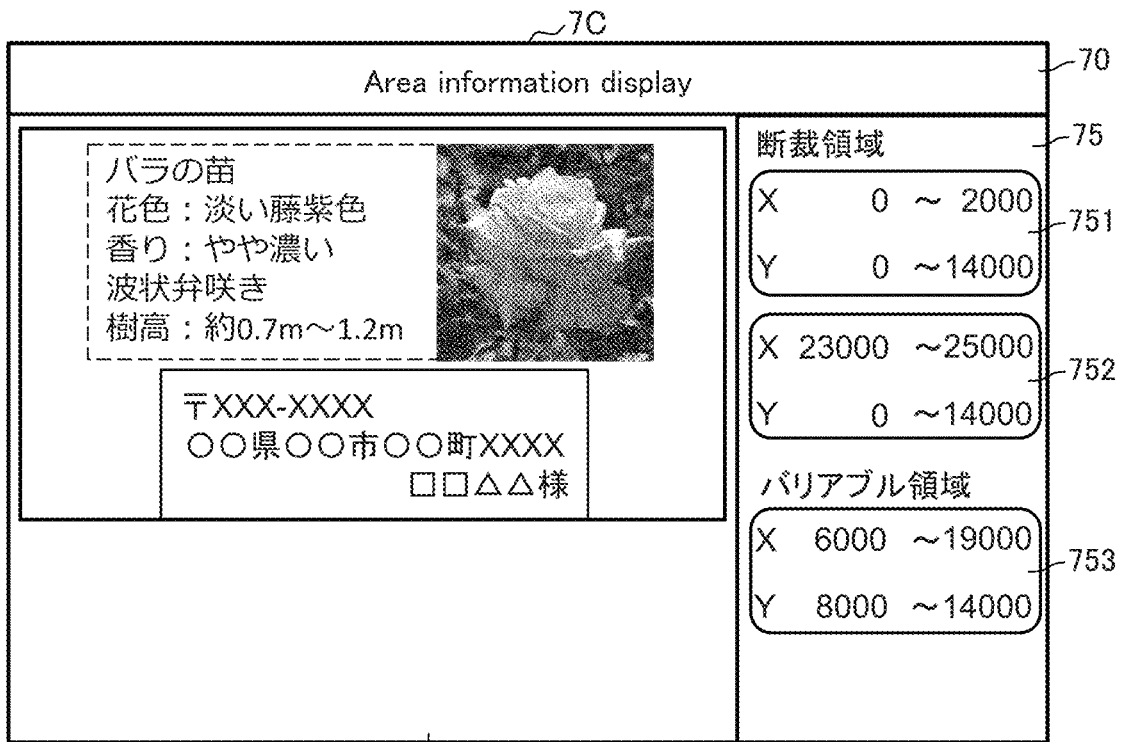 7C
Area information display
70
バラの苗
花色：淡い藤紫色
香り：やや濃い
波状弁咲き
樹高：約0.7m～1.2m
〒XXX-XXXX
○○県○○市○○町XXXX
□□△△様
75
断裁領域
X 0 ～ 2000
Y 0 ～14000
751
X 23000 ～25000
Y 0 ～14000
752
バリアブル領域
X 6000 ～19000
Y 8000 ～14000
753